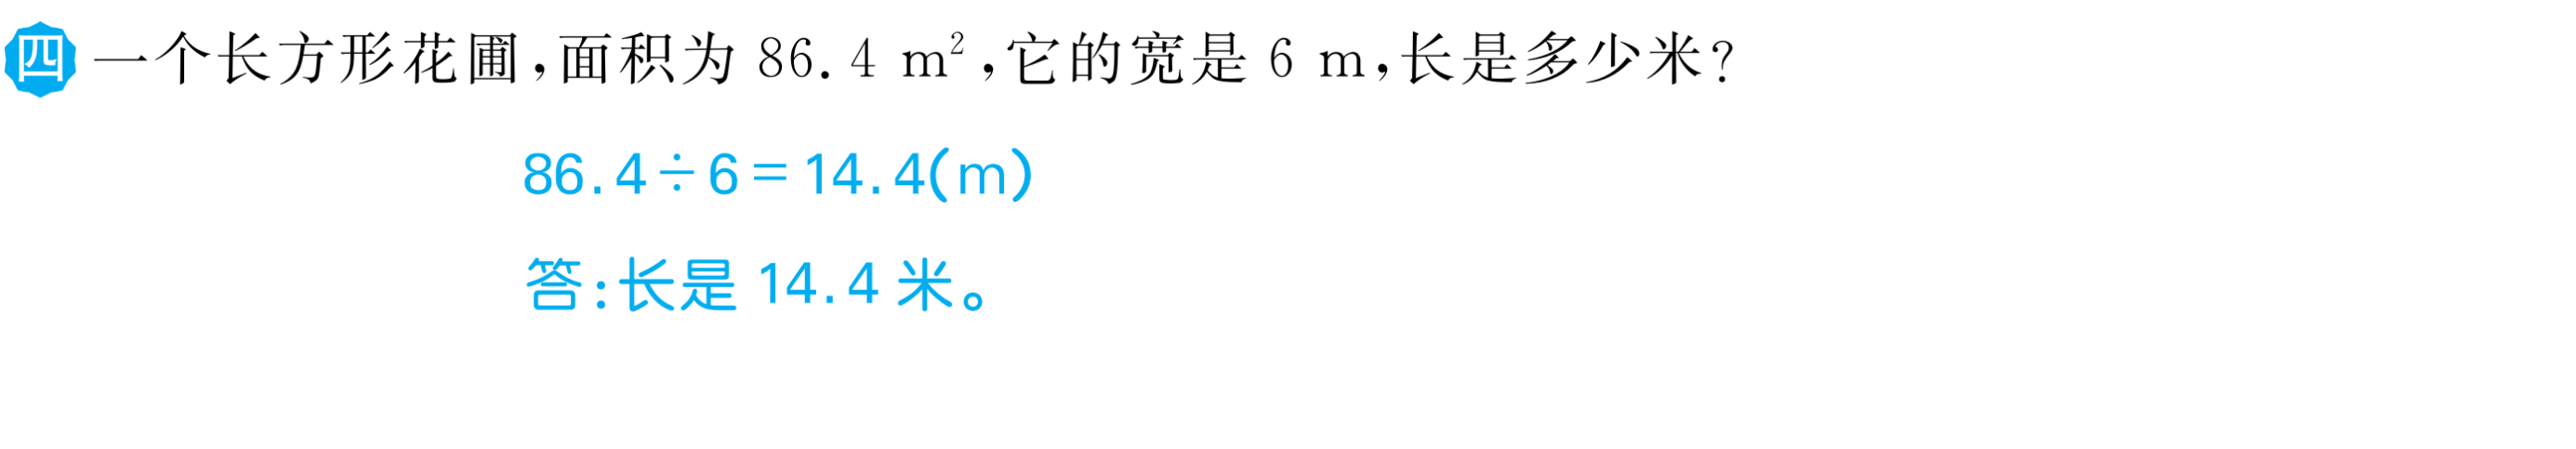 四 一个长方形花圃,面积为 86.4 m²,它的宽是 6 m,长是多少米?
86.4÷6=14.4(m)
答:长是 14.4 米。